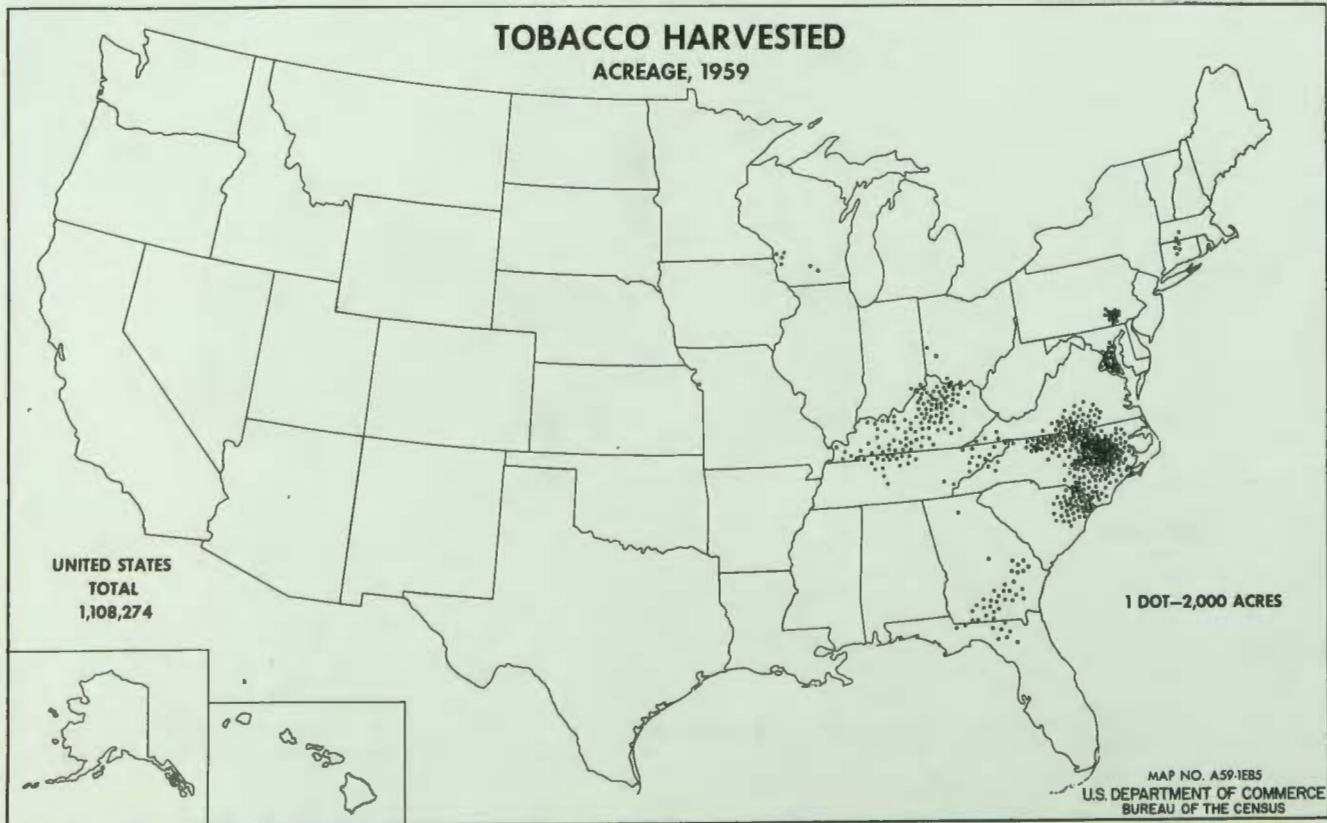 TOBACCO HARVESTED
ACREAGE, 1959
UNITED STATES
TOTAL
1,108,274
1 DOT—2,000 ACRES
MAP NO. A59-1EB5
U.S. DEPARTMENT OF COMMERCE
BUREAU OF THE CENSUS